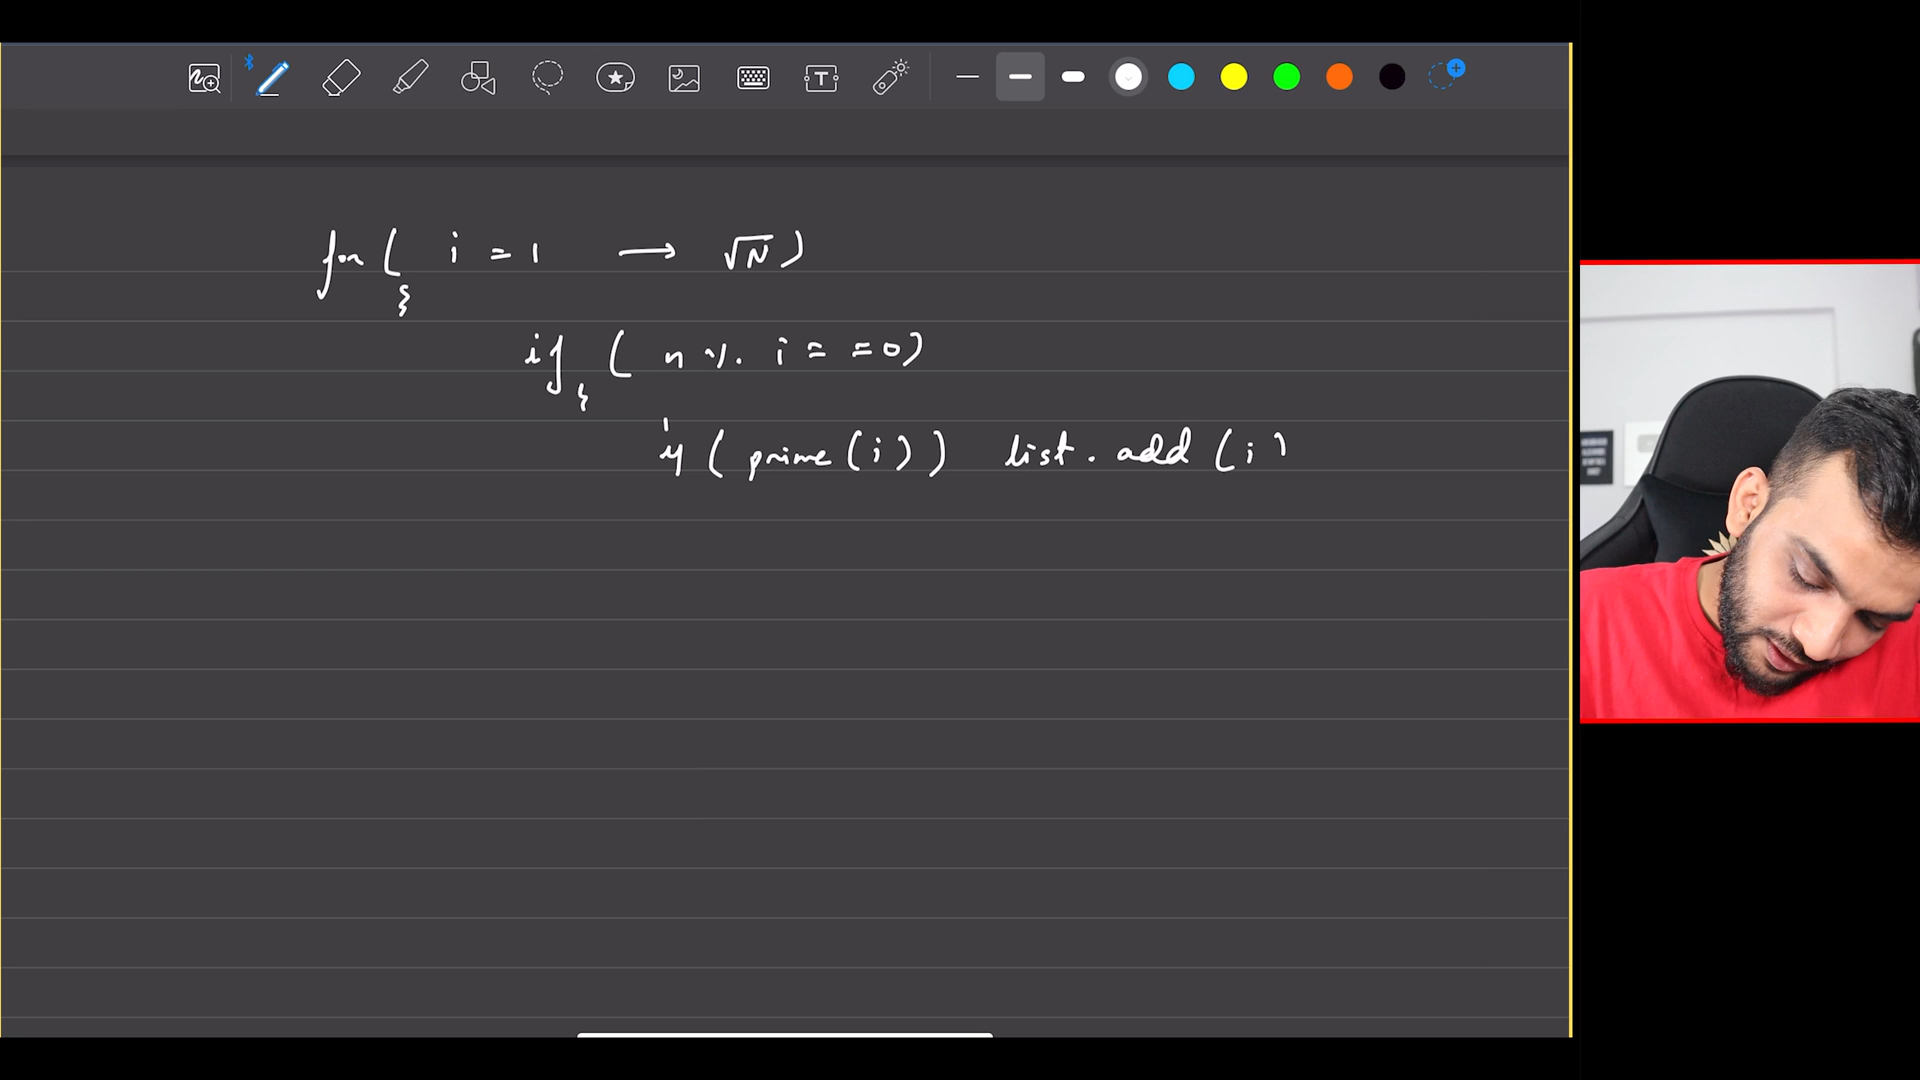 for ( i = 1 ⟶ √N )
{
if ( n % i = = 0 )
{
if ( prime ( i ) ) list . add ( i )